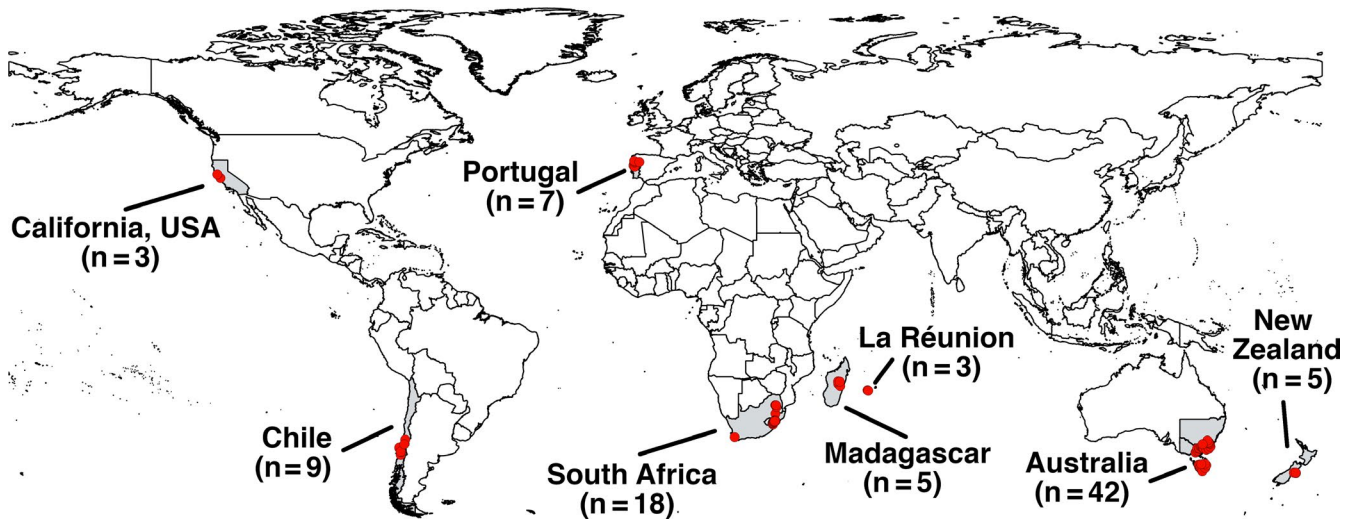 California, USA
(n = 3)
Portugal
(n = 7)
Chile
(n = 9)
South Africa
(n = 18)
La Réunion
(n = 3)
Madagascar
(n = 5)
Australia
(n = 42)
New
Zealand
(n = 5)